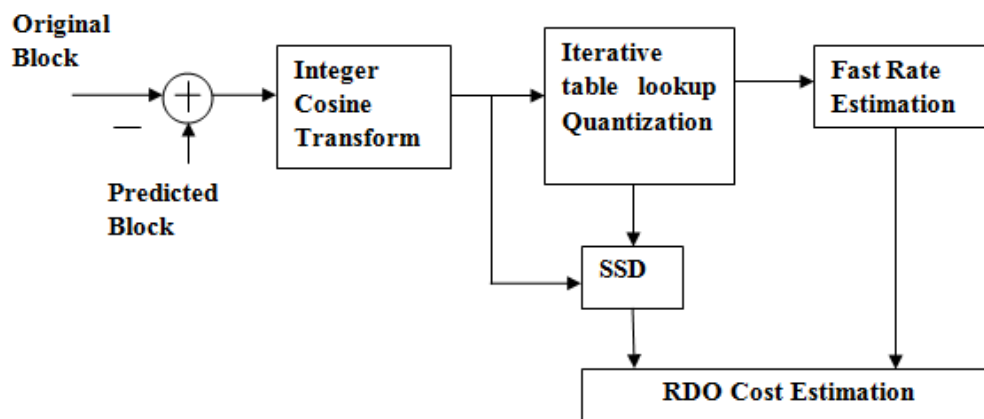 Original
Block
Integer
Cosine
Transform
Iterative
table lookup
Quantization
Fast Rate
Estimation
+
−
Predicted
Block
SSD
RDO Cost Estimation